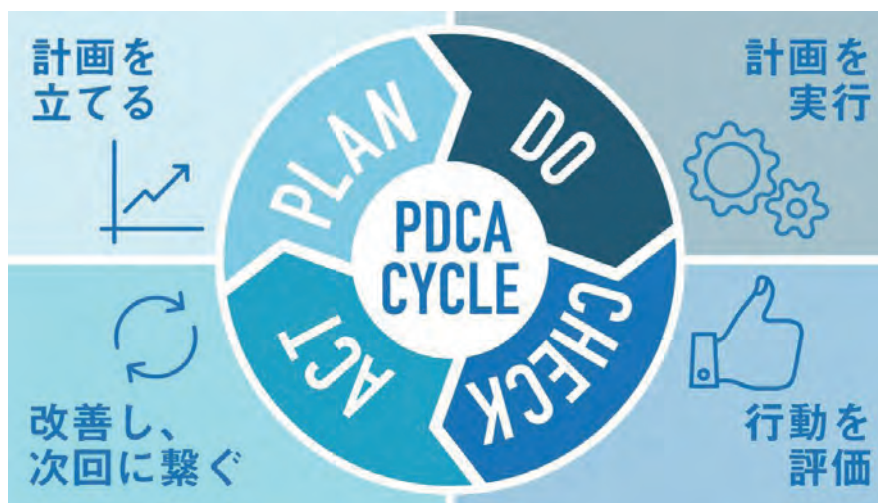 計画を
立てる
PLAN
計画を
実行
DO
PDCA
CYCLE
改善し、
次回に繋ぐ
ACT
行動を
評価
CHECK